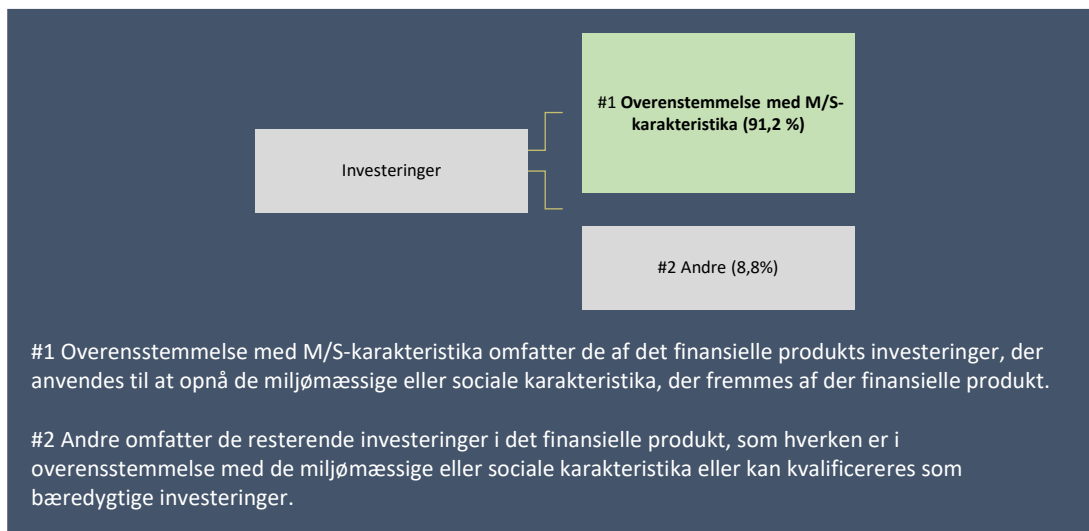 #1 Overenstemmelse med M/S-
karakteristika (91,2 %)
Investeringer
#2 Andre (8,8%)
#1 Overensstemmelse med M/S-karakteristika omfatter de af det finansielle produkts investeringer, der
anvendes til at opnå de miljømæssige eller sociale karakteristika, der fremmes af der finansielle produkt.
#2 Andre omfatter de resterende investeringer i det finansielle produkt, som hverken er i
overensstemmelse med de miljømæssige eller sociale karakteristika eller kan kvalificereres som
bæredygtige investeringer.